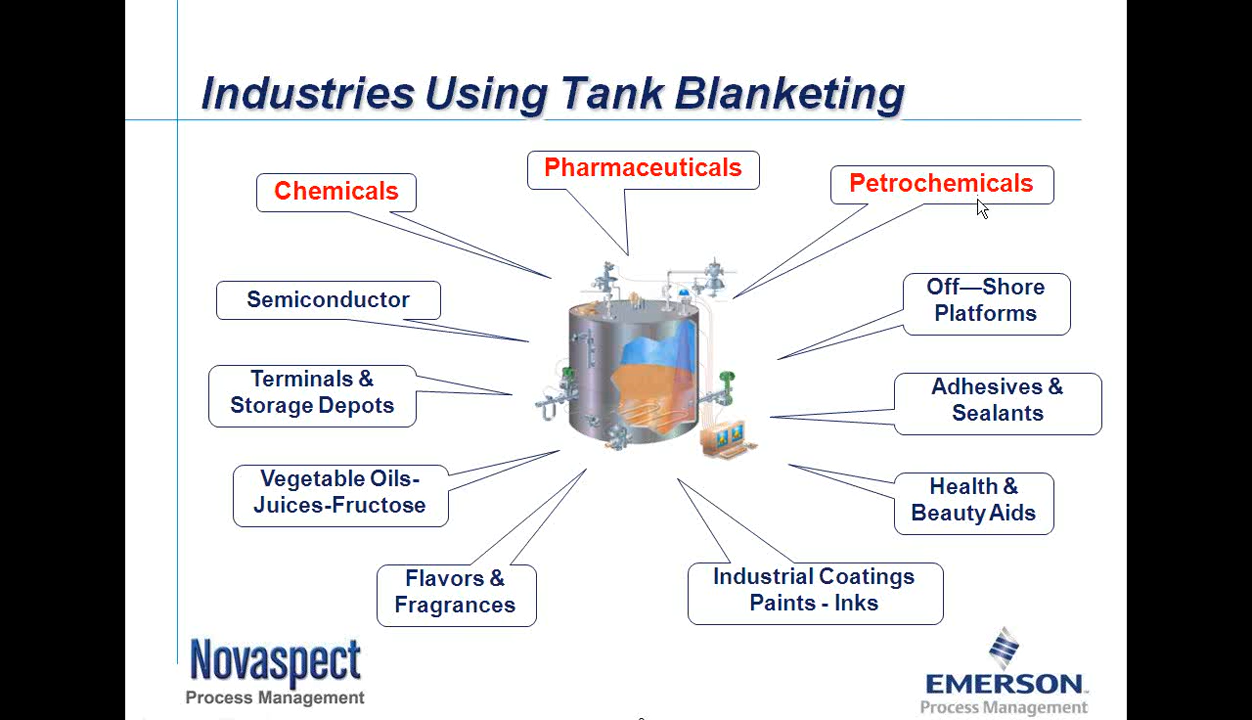 Industries Using Tank Blanketing
Chemicals
Pharmaceuticals
Petrochemicals
Semiconductor
Off—Shore
Platforms
Terminals &
Storage Depots
Adhesives &
Sealants
Vegetable Oils-
Juices-Fructose
Health &
Beauty Aids
Flavors &
Fragrances
Industrial Coatings
Paints - Inks
Novaspect
Process Management
EMERSON
Process Management